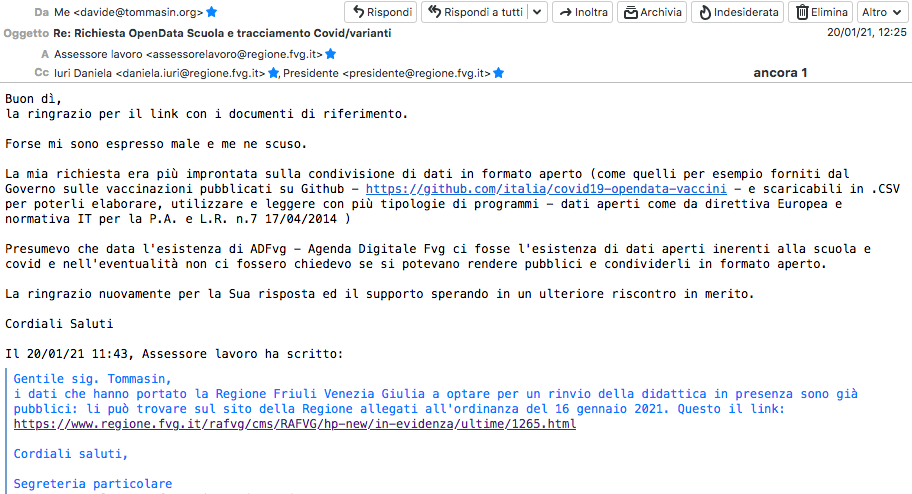 Da Me <davide@tommasin.org> Rispondi Rispondi a tutti Inoltra Archivia Indesiderata Elimina Altro
Oggetto Re: Richiesta OpenData Scuola e tracciamento Covid/varianti 20/01/21, 12:25
A Assessore lavoro <assessorelavoro@regione.fvg.it>
Cc Iuri Daniela <daniela.iuri@regione.fvg.it>, Presidente <presidente@regione.fvg.it> ancora 1
Buon dì,
la ringrazio per il link con i documenti di riferimento.
Forse mi sono espresso male e me ne scuso.
La mia richiesta era più improntata sulla condivisione di dati in formato aperto (come quelli per esempio forniti dal
Governo sulle vaccinazioni pubblicati su Github - https://github.com/italia/covid19-opendata-vaccini - e scaricabili in .CSV
per poterli elaborare, utilizzare e leggere con più tipologie di programmi - dati aperti come da direttiva Europea e
normativa IT per la P.A. e L.R. n.7 17/04/2014 )
Presumevo che data l'esistenza di ADFvg - Agenda Digitale Fvg ci fosse l'esistenza di dati aperti inerenti alla scuola e
covid e nell'eventualità non ci fossero chiedevo se si potevano rendere pubblici e condividerli in formato aperto.
La ringrazio nuovamente per la Sua risposta ed il supporto sperando in un ulteriore riscontro in merito.
Cordiali Saluti
Il 20/01/21 11:43, Assessore lavoro ha scritto:
Gentile sig. Tommasin,
i dati che hanno portato la Regione Friuli Venezia Giulia a optare per un rinvio della didattica in presenza sono già
pubblici: li può trovare sul sito della Regione allegati all'ordinanza del 16 gennaio 2021. Questo il link:
https://www.regione.fvg.it/rafvg/cms/RAFVG/hp-new/in-evidenza/ultime/1265.html
Cordiali saluti,
Segreteria particolare